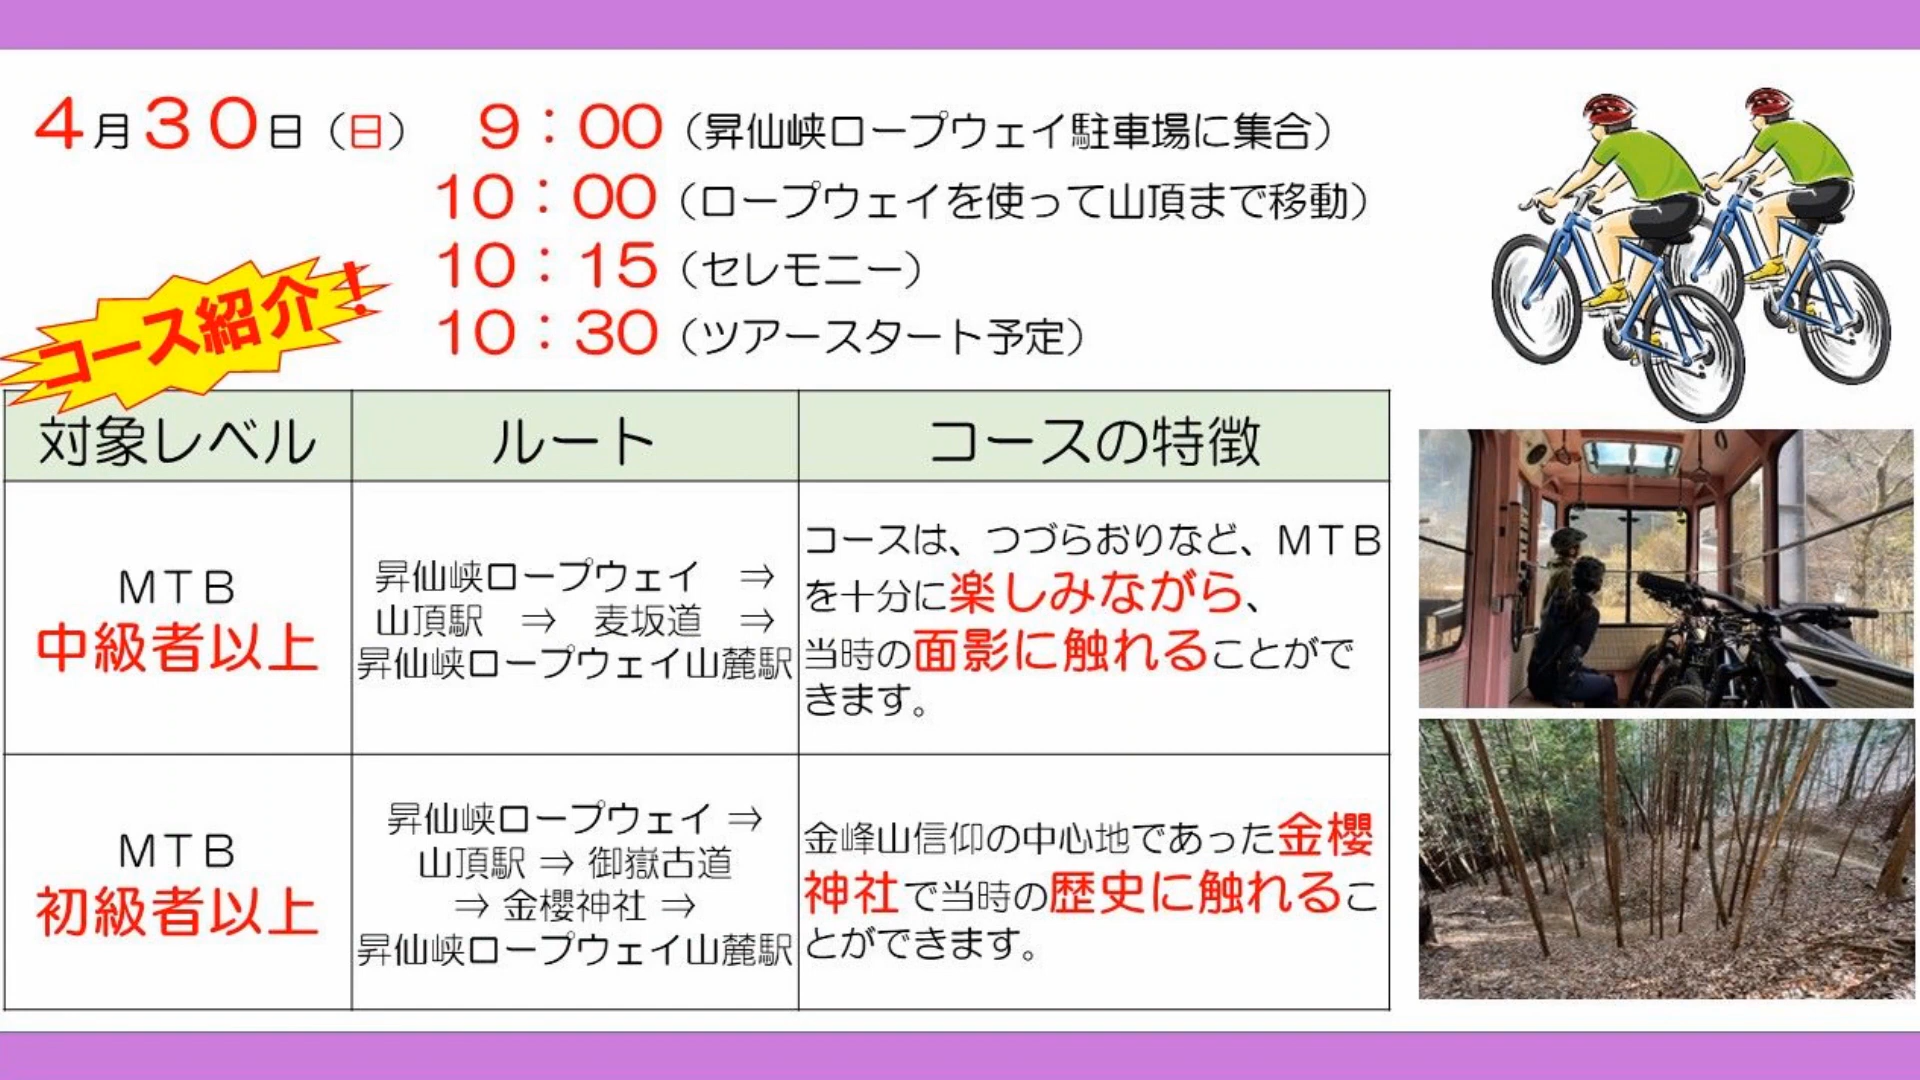 4月30日（日）　9：00（昇仙峡ロープウェイ駐車場に集合）
10：00（ロープウェイを使って山頂まで移動）
10：15（セレモニー）
10：30（ツアースタート予定）
コース紹介！
対象レベル
ルート
コースの特徴
ＭＴＢ
中級者以上
昇仙峡ロープウェイ　⇒
山頂駅　⇒　麦坂道　⇒
昇仙峡ロープウェイ山麓駅
コースは、つづらおりなど、ＭＴＢ
を十分に楽しみながら、
当時の面影に触れることがで
きます。
ＭＴＢ
初級者以上
昇仙峡ロープウェイ ⇒
山頂駅 ⇒ 御嶽古道
⇒ 金櫻神社 ⇒
昇仙峡ロープウェイ山麓駅
金峰山信仰の中心地であった金櫻
神社で当時の歴史に触れるこ
とができます。